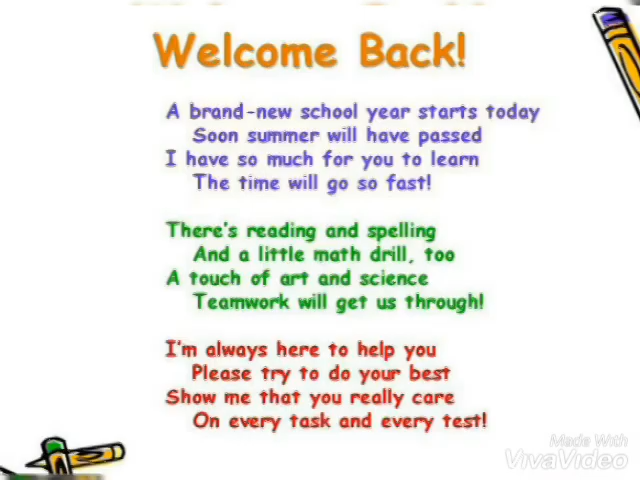 Welcome Back!
A brand-new school year starts today
Soon summer will have passed
I have so much for you to learn
The time will go so fast!
There's reading and spelling
And a little math drill, too
A touch of art and science
Teamwork will get us through!
I'm always here to help you
Please try to do your best
Show me that you really care
On every task and every test!
Made With
VivaVideo